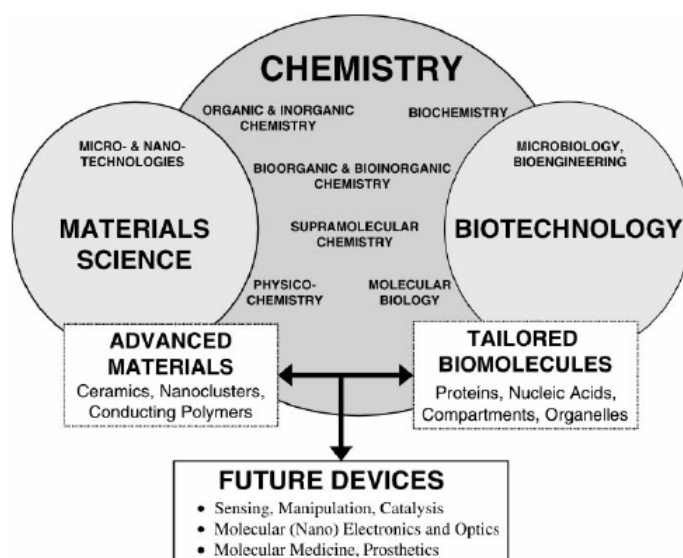 CHEMISTRY
ORGANIC & INORGANIC
CHEMISTRY
BIOCHEMISTRY
MICRO- & NANO-
TECHNOLOGIES
MICROBIOLOGY,
BIOENGINEERING
BIOORGANIC & BIOINORGANIC
CHEMISTRY
MATERIALS
SCIENCE
SUPRAMOLECULAR
CHEMISTRY
BIOTECHNOLOGY
PHYSICO-
CHEMISTRY
MOLECULAR
BIOLOGY
ADVANCED
MATERIALS
Ceramics, Nanoclusters,
Conducting Polymers
TAILORED
BIOMOLECULES
Proteins, Nucleic Acids,
Compartments, Organelles
FUTURE DEVICES
• Sensing, Manipulation, Catalysis
• Molecular (Nano) Electronics and Optics
• Molecular Medicine, Prosthetics